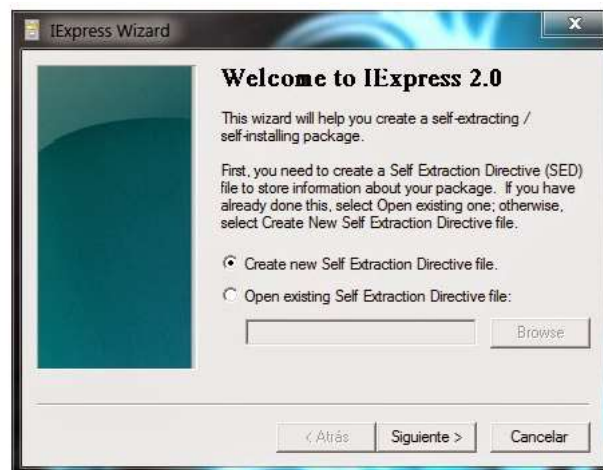 IExpress Wizard
x
Welcome to IExpress 2.0
This wizard will help you create a self-extracting /
self-installing package.
First, you need to create a Self Extraction Directive (SED)
file to store information about your package. If you have
already done this, select Open existing one; otherwise,
select Create New Self Extraction Directive file.
Create new Self Extraction Directive file.
Open existing Self Extraction Directive file:
Browse
< Atrás
Siguiente >
Cancelar